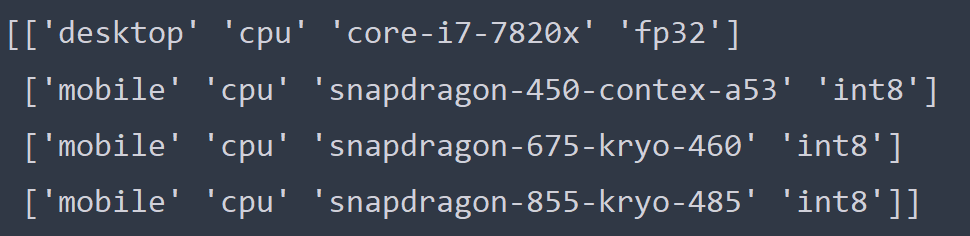 [['desktop' 'cpu' 'core-i7-7820x' 'fp32']
['mobile' 'cpu' 'snapdragon-450-contex-a53' 'int8']
['mobile' 'cpu' 'snapdragon-675-kryo-460' 'int8']
['mobile' 'cpu' 'snapdragon-855-kryo-485' 'int8']]